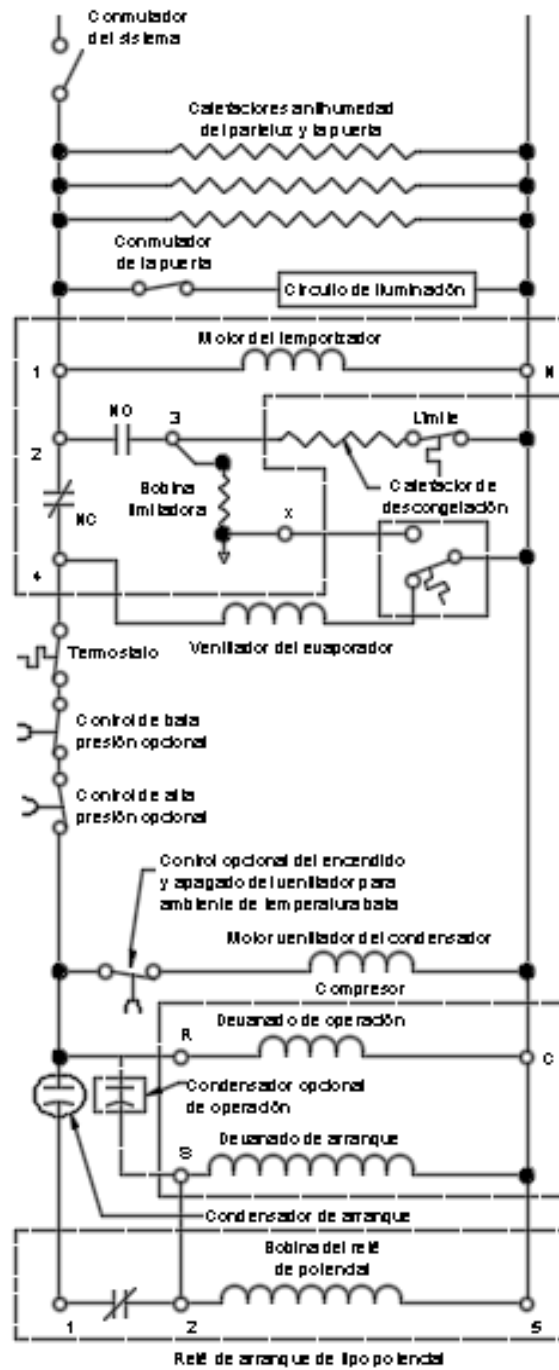 Conmutador
del sistema
Calefactores antihumedad
del parteluz y la puerta
Conmutador
de la puerta
Circuito de iluminación
Motor del temporizador
1
N
NO
3
Límite
2
Bobina
limitadora
X
Calefactor de
descongelación
NC
4
Ventilador del evaporador
Termostato
Control de baja
presión opcional
Control de alta
presión opcional
Control opcional del encendido
y apagado del ventilador para
ambiente de temperatura baja
Motor ventilador del condensador
Compresor
Devanado de operación
R
C
Condensador opcional
de operación
Devanado de arranque
S
Condensador de arranque
Bobina del relé
de potencial
1
2
5
Relé de arranque de tipo potencial